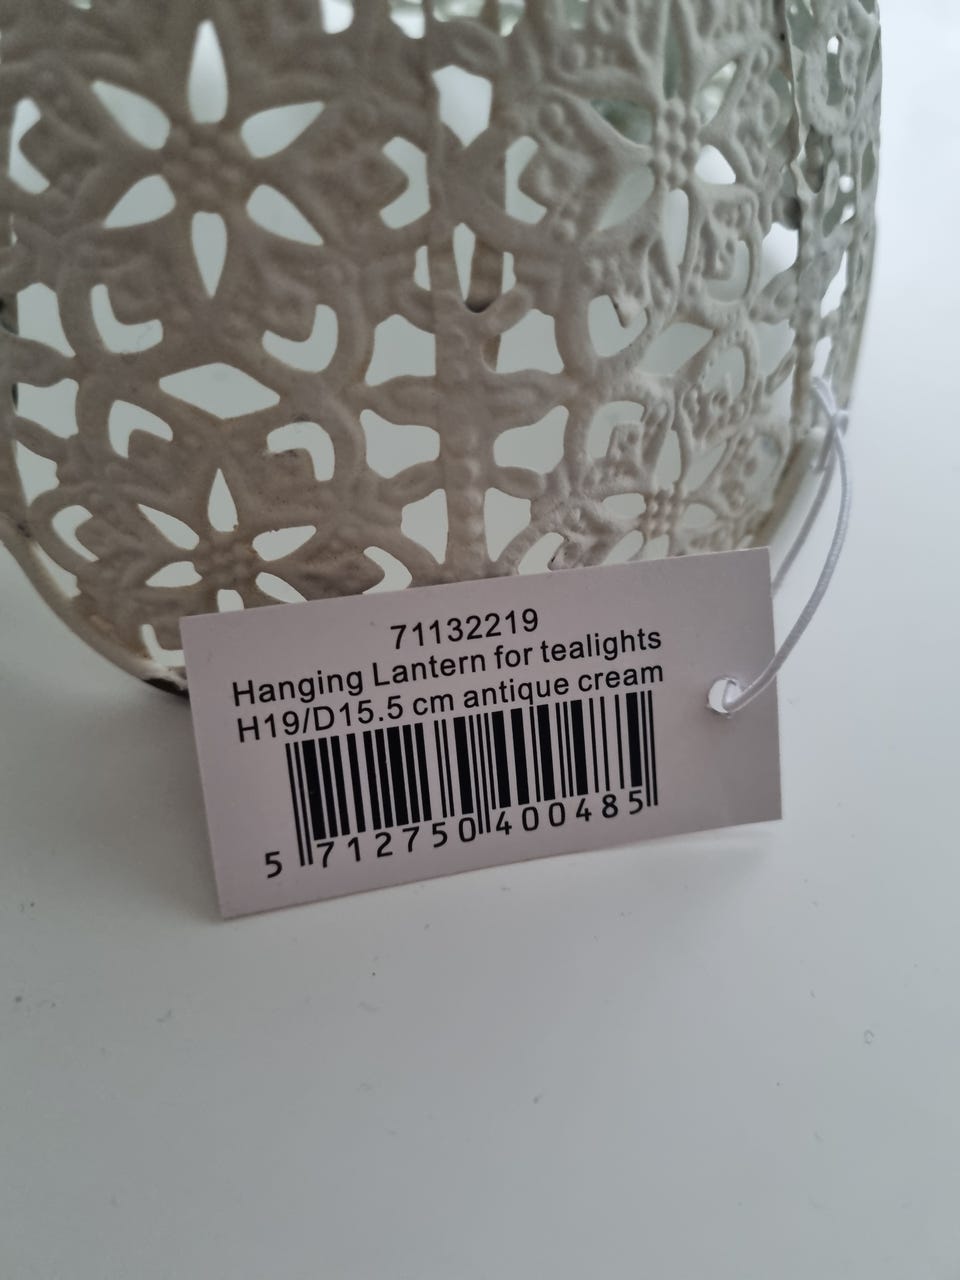 71132219
Hanging Lantern for tealights
H19/D15.5 cm antique cream
5 712750 400485